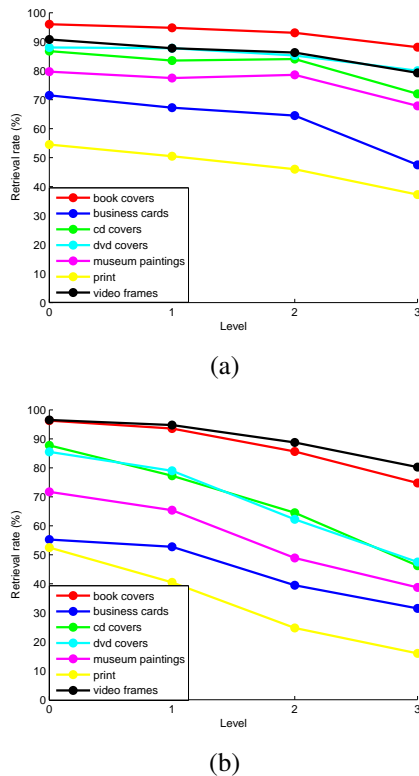 100
90
80
70
60
50
40
30
20
10
0
Retrieval rate (%)
book covers
business cards
cd covers
dvd covers
museum paintings
print
video frames
0 1 2 3
Level
(a)
100
90
80
70
60
50
40
30
20
10
0
Retrieval rate (%)
book covers
business cards
cd covers
dvd covers
museum paintings
print
video frames
0 1 2 3
Level
(b)